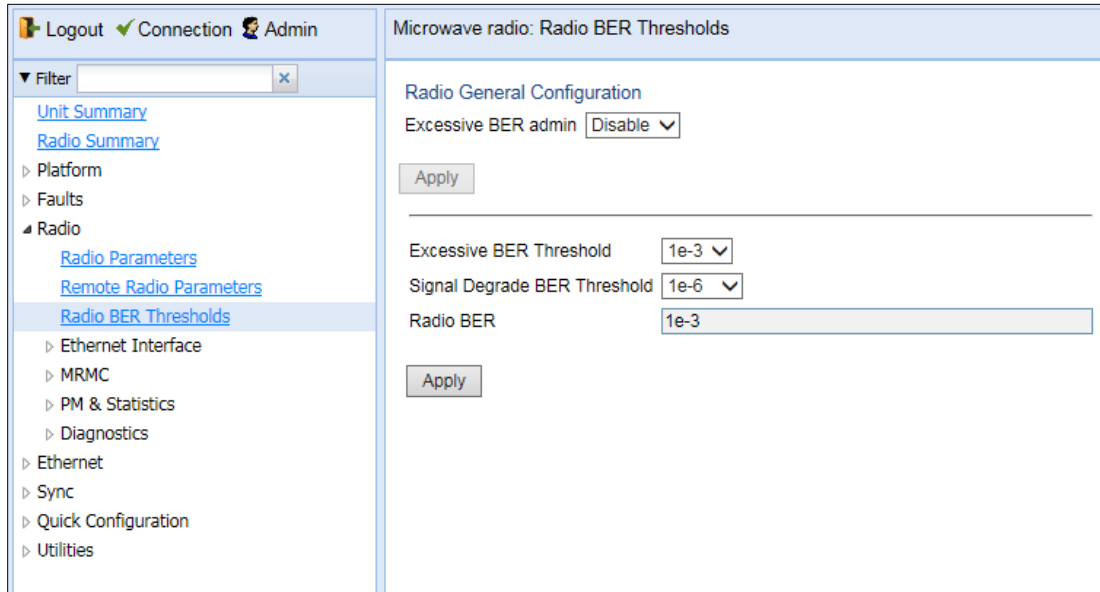 Logout Connection Admin
Filter
Unit Summary
Radio Summary
Platform
Faults
Radio
Radio Parameters
Remote Radio Parameters
Radio BER Thresholds
Ethernet Interface
MRMC
PM & Statistics
Diagnostics
Ethernet
Sync
Quick Configuration
Utilities
Microwave radio: Radio BER Thresholds
Radio General Configuration
Excessive BER admin Disable
Apply
Excessive BER Threshold 1e-3
Signal Degrade BER Threshold 1e-6
Radio BER 1e-3
Apply